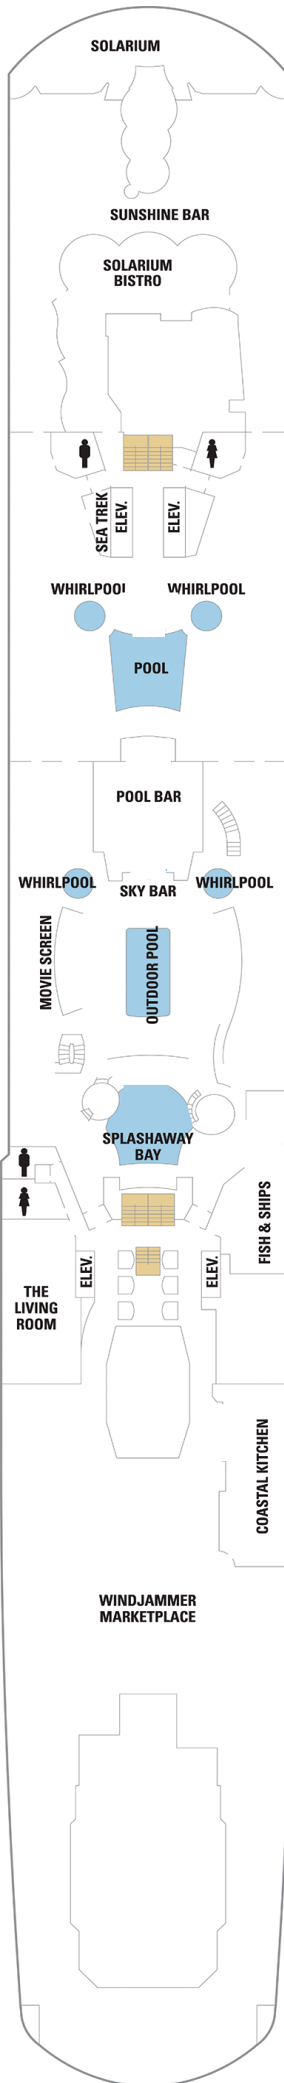 SOLARIUM
SUNSHINE BAR
SOLARIUM
BISTRO
SEA TREK
ELEV.
ELEV.
WHIRLPOOL
WHIRLPOOL
POOL
POOL BAR
WHIRLPOOL
WHIRLPOOL
SKY BAR
MOVIE SCREEN
OUTDOOR POOL
SPLASHAWAY
BAY
FISH & SHIPS
ELEV.
ELEV.
THE
LIVING
ROOM
COASTAL KITCHEN
WINDJAMMER
MARKETPLACE